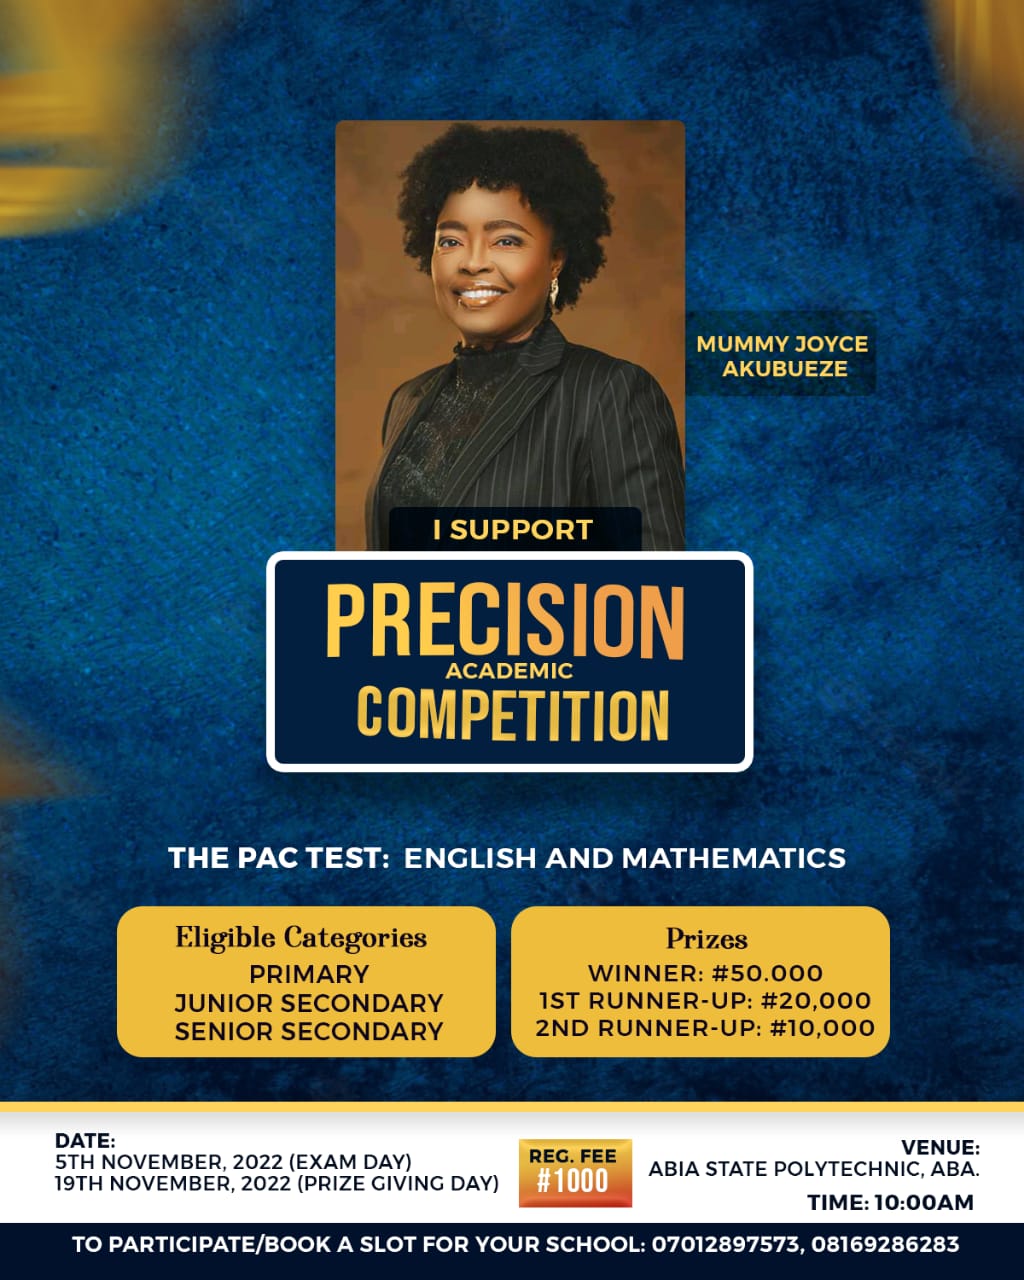 MUMMY JOYCE
AKUBUEZE
I SUPPORT
PRECISION
ACADEMIC
COMPETITION
THE PAC TEST: ENGLISH AND MATHEMATICS
Eligible Categories
PRIMARY
JUNIOR SECONDARY
SENIOR SECONDARY
Prizes
WINNER: #50.000
1ST RUNNER-UP: #20,000
2ND RUNNER-UP: #10,000
DATE:
5TH NOVEMBER, 2022 (EXAM DAY)
19TH NOVEMBER, 2022 (PRIZE GIVING DAY)
REG. FEE
#1000
VENUE:
ABIA STATE POLYTECHNIC, ABA.
TIME: 10:00AM
TO PARTICIPATE/BOOK A SLOT FOR YOUR SCHOOL: 07012897573, 08169286283